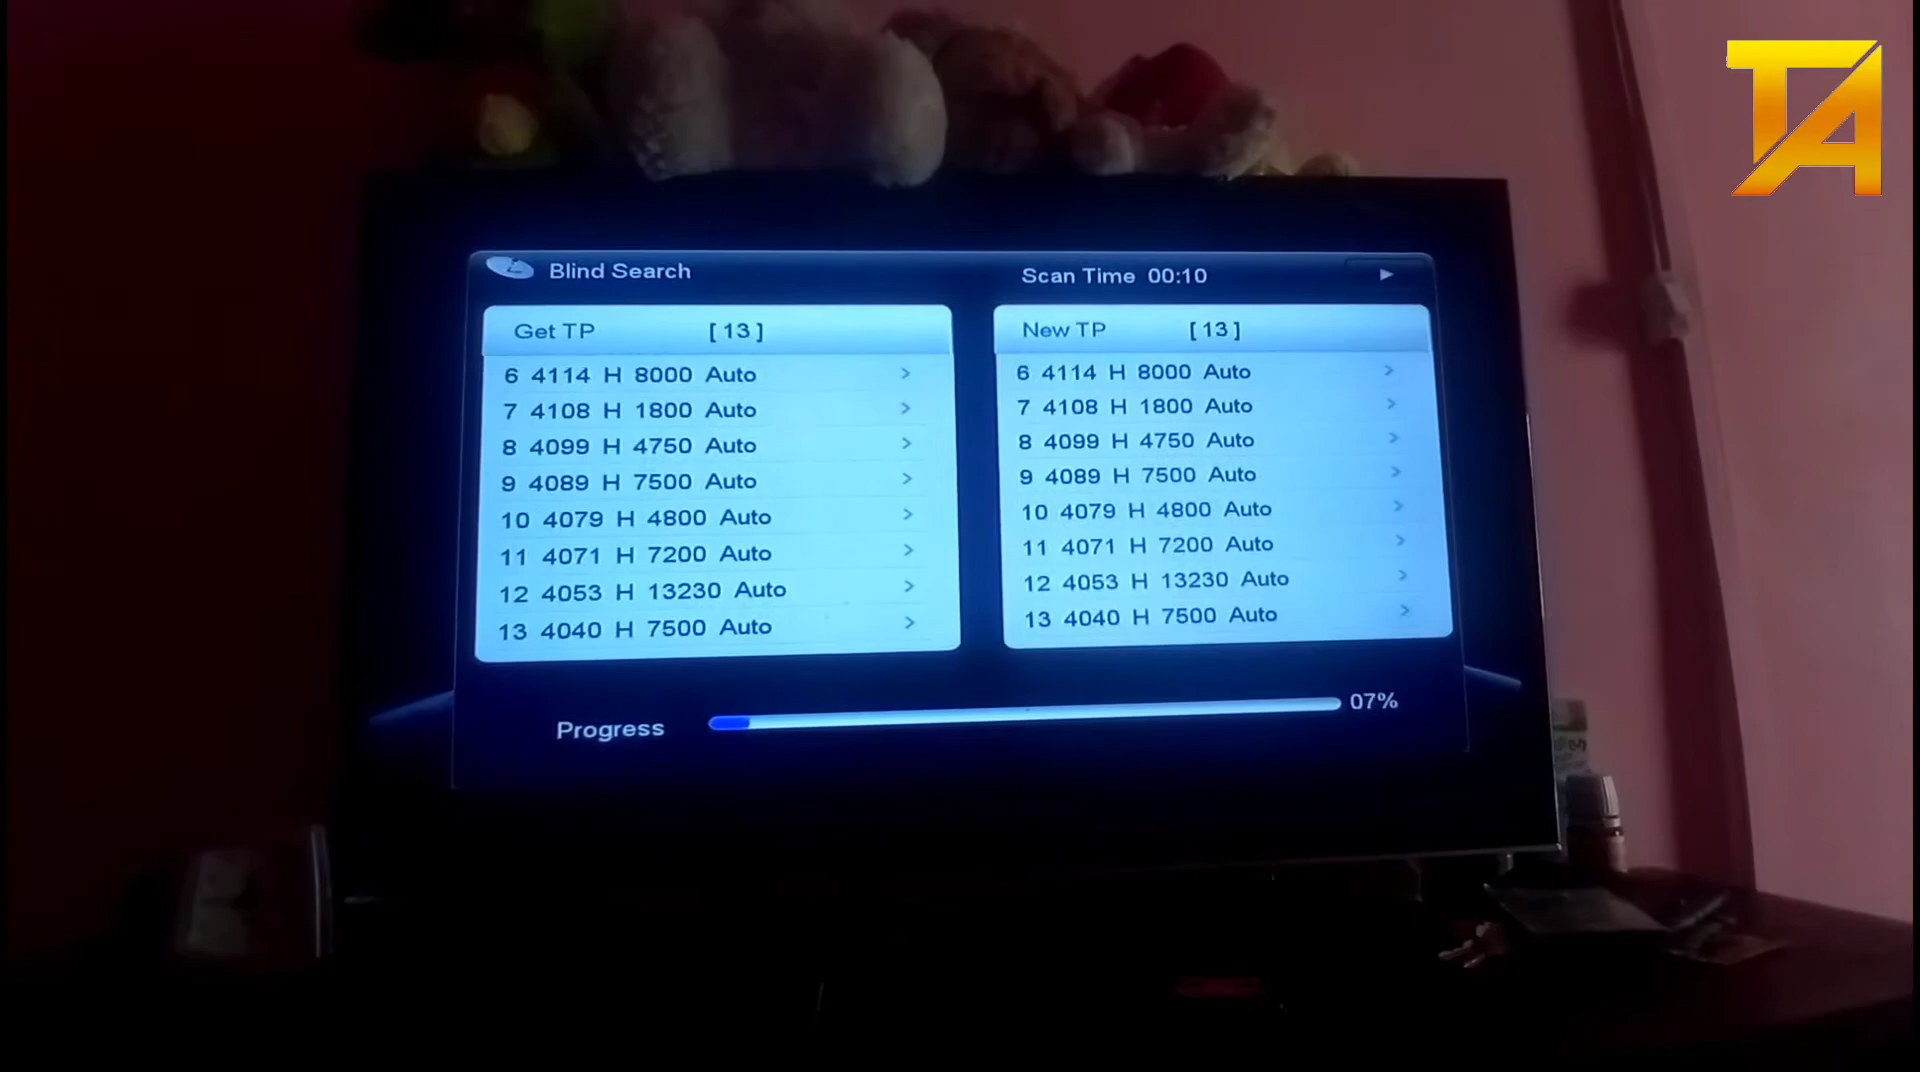 TA
Blind Search
Scan Time 00:10
Get TP [ 13 ]
6 4114 H 8000 Auto >
7 4108 H 1800 Auto >
8 4099 H 4750 Auto >
9 4089 H 7500 Auto >
10 4079 H 4800 Auto >
11 4071 H 7200 Auto >
12 4053 H 13230 Auto >
13 4040 H 7500 Auto >
New TP [ 13 ]
6 4114 H 8000 Auto >
7 4108 H 1800 Auto >
8 4099 H 4750 Auto >
9 4089 H 7500 Auto >
10 4079 H 4800 Auto >
11 4071 H 7200 Auto >
12 4053 H 13230 Auto >
13 4040 H 7500 Auto >
Progress 07%